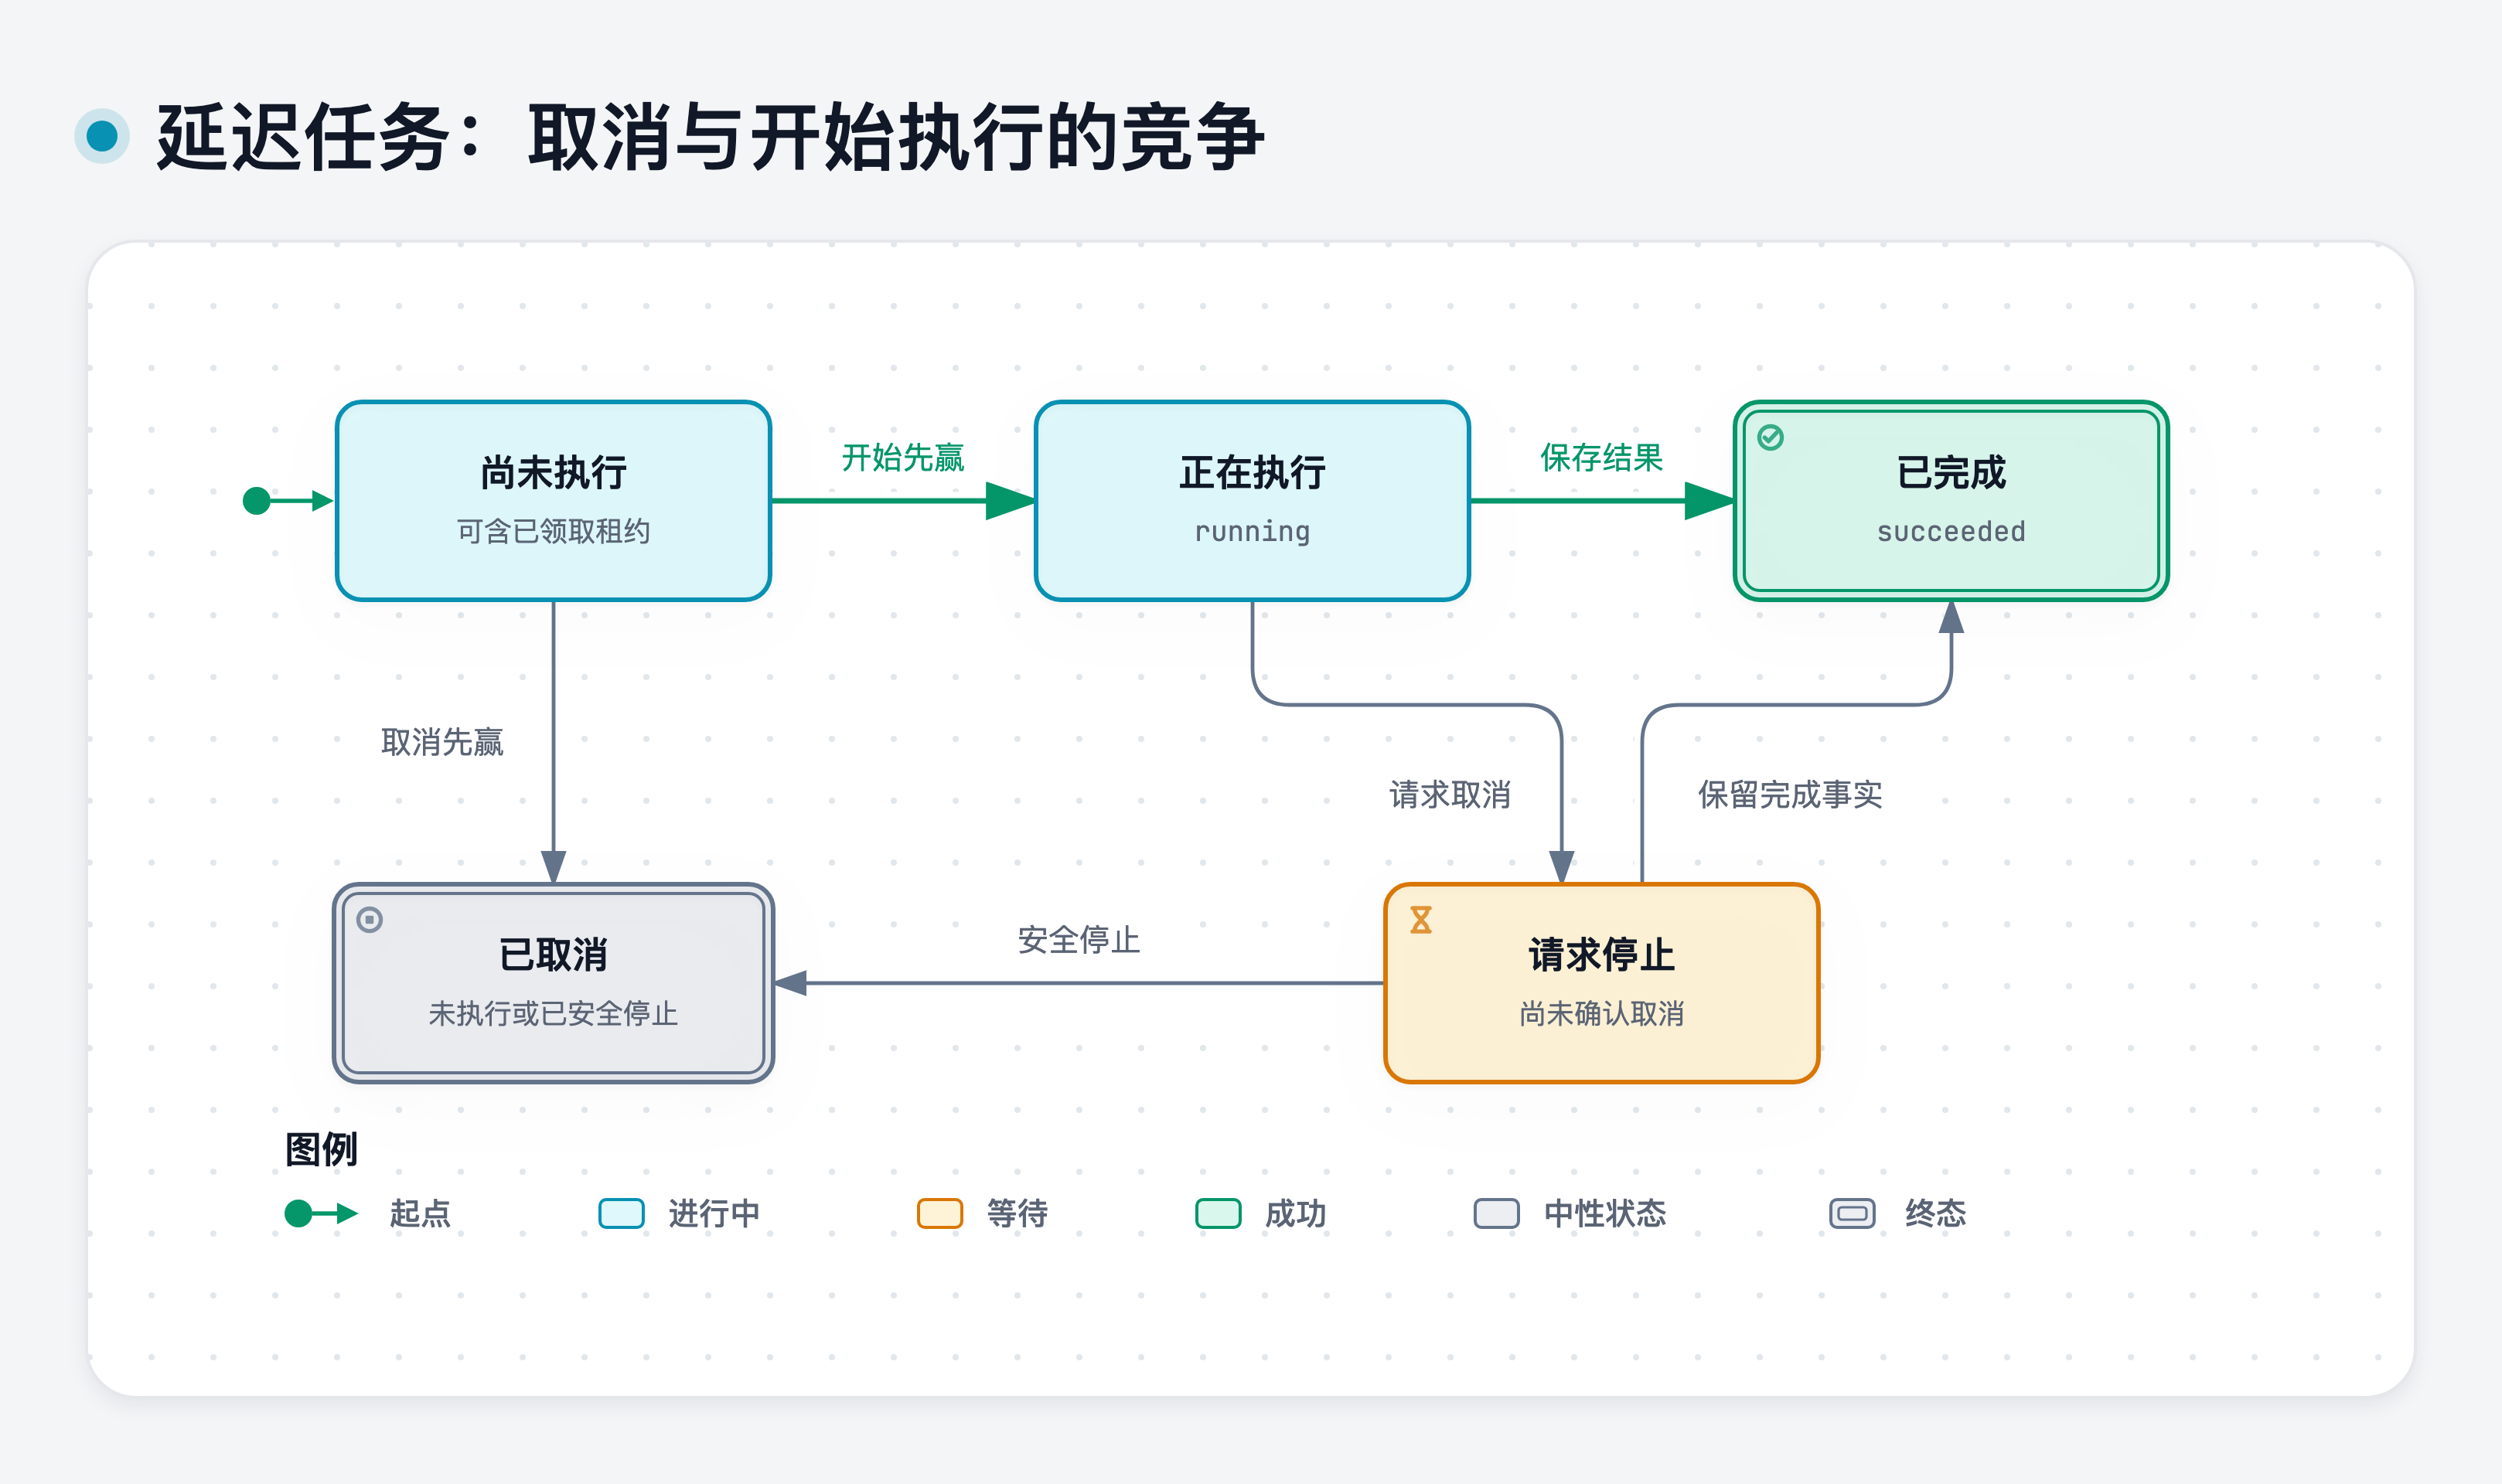 延迟任务：取消与开始执行的竞争
尚未执行
可含已领取租约
开始先赢
正在执行
running
保存结果
已完成
succeeded
取消先赢
请求取消
保留完成事实
已取消
未执行或已安全停止
安全停止
请求停止
尚未确认取消
图例
起点
进行中
等待
成功
中性状态
终态